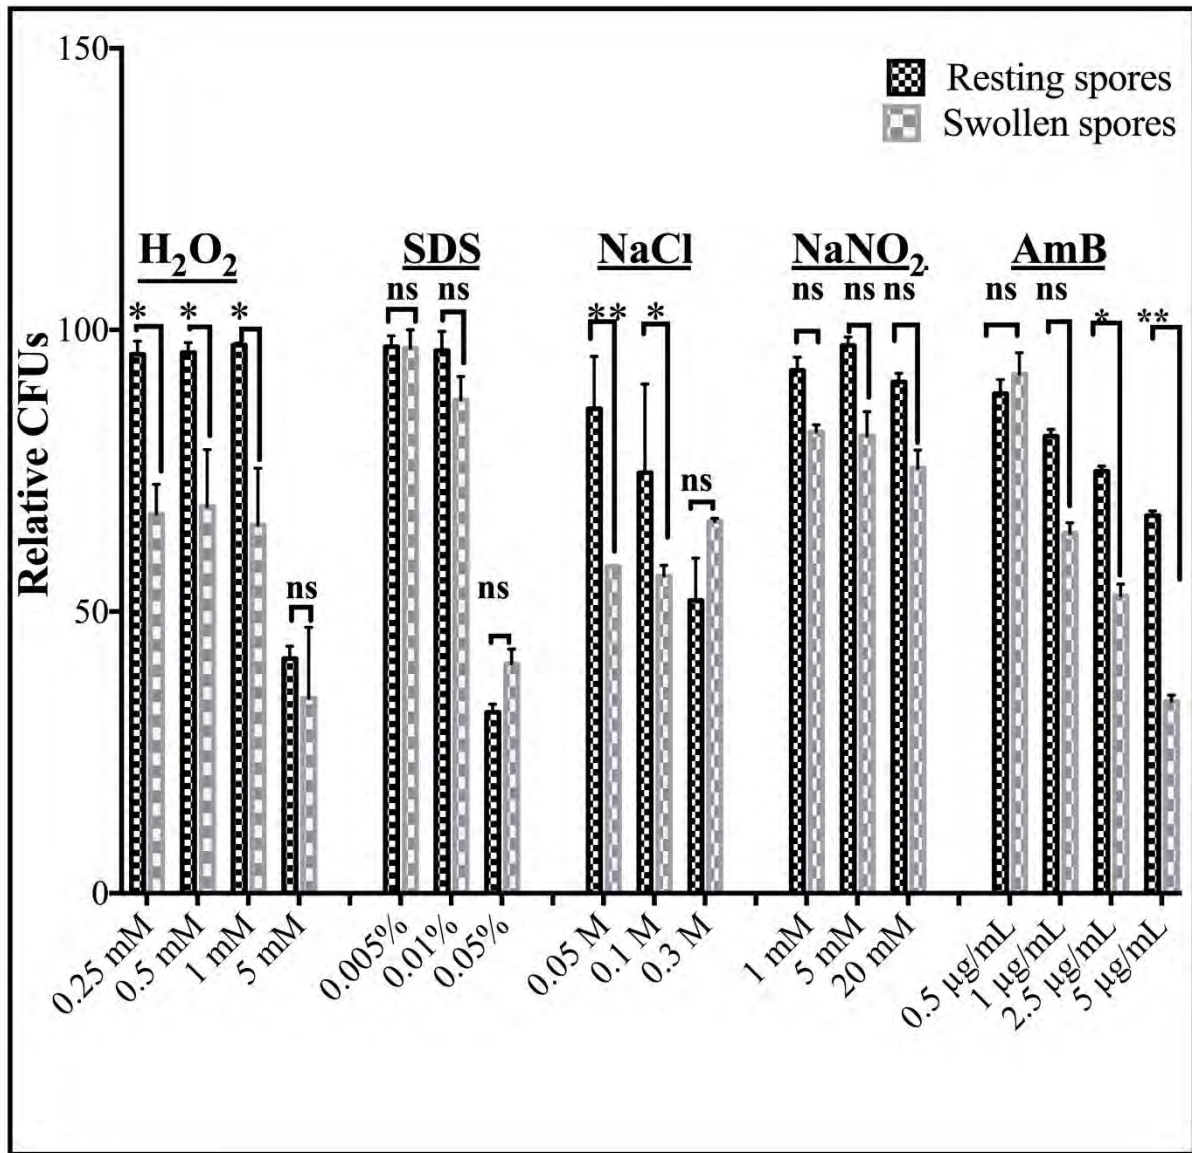 150
Resting spores
Swollen spores
H₂O₂ SDS NaCl NaNO₂ AmB
* * * ns ns ns ** * ns ns ns ns ns ns * **
100
ns
ns
ns
50
0
Relative CFUs
0.25 mM 0.5 mM 1 mM 5 mM 0.005% 0.01% 0.05% 0.05 M 0.1 M 0.3 M 1 mM 5 mM 20 mM 0.5 µg/mL 1 µg/mL 2.5 µg/mL 5 µg/mL